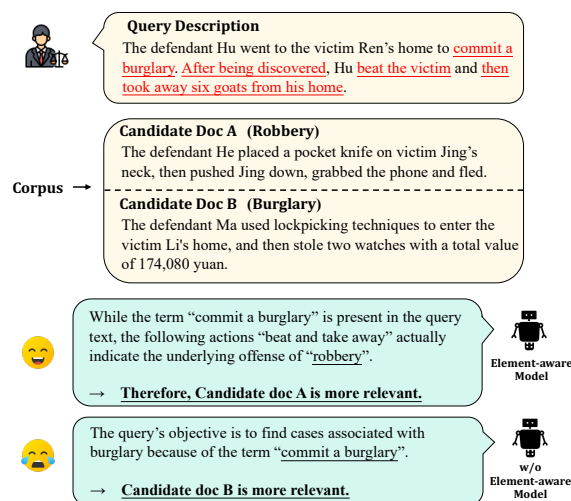 Query Description
The defendant Hu went to the victim Ren's home to commit a
burglary. After being discovered, Hu beat the victim and then
took away six goats from his home.
Corpus →
Candidate Doc A (Robbery)
The defendant He placed a pocket knife on victim Jing's
neck, then pushed Jing down, grabbed the phone and fled.
Candidate Doc B (Burglary)
The defendant Ma used lockpicking techniques to enter the
victim Li's home, and then stole two watches with a total value
of 174,080 yuan.
While the term “commit a burglary” is present in the query
text, the following actions “beat and take away” actually
indicate the underlying offense of “robbery”.
→ Therefore, Candidate doc A is more relevant.
Element-aware
Model
The query’s objective is to find cases associated with
burglary because of the term “commit a burglary”.
→ Candidate doc B is more relevant.
w/o
Element-aware
Model